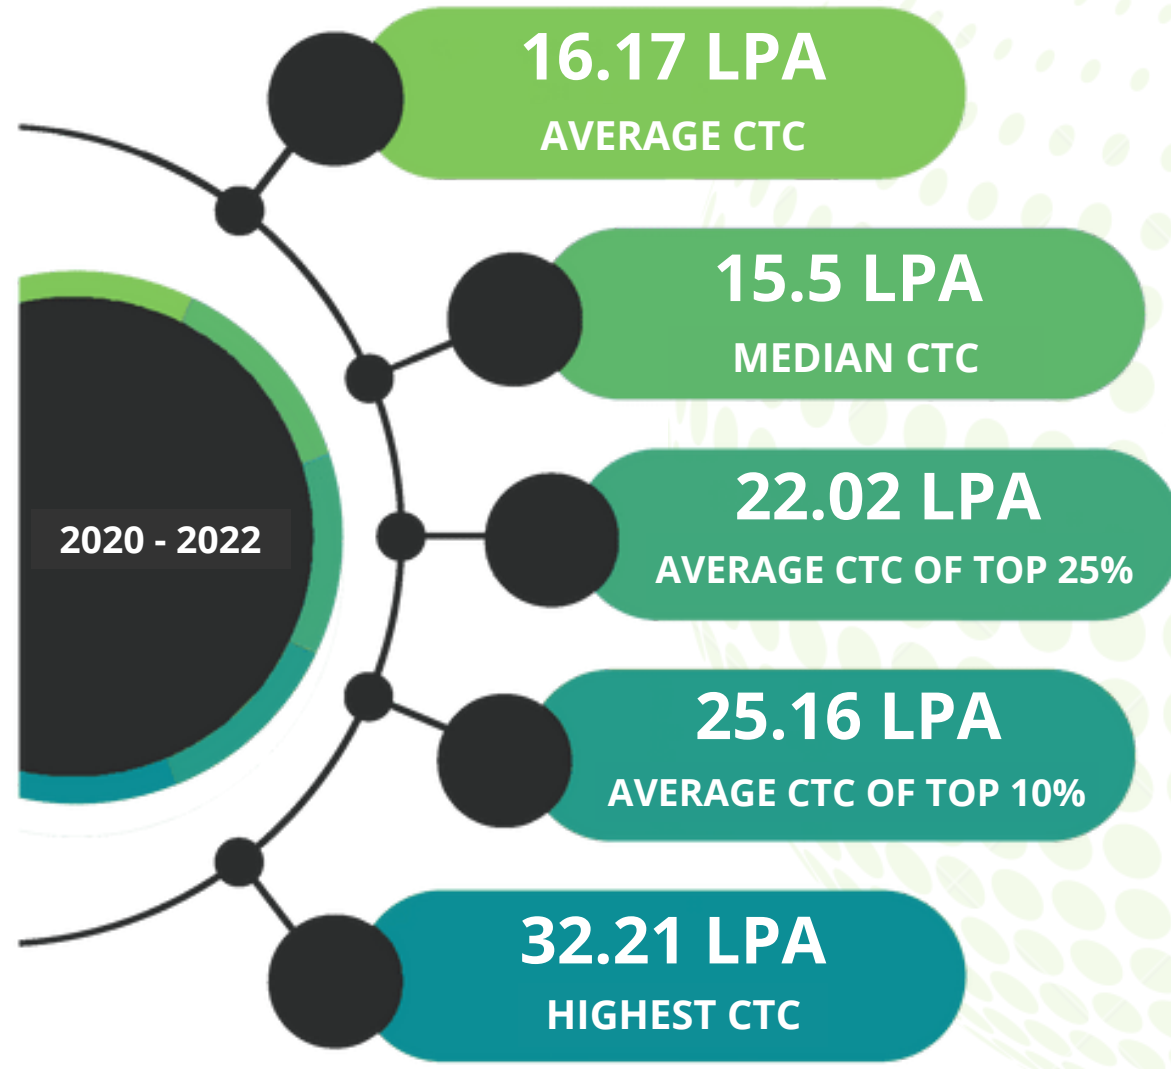 16.17 LPA
AVERAGE CTC
15.5 LPA
MEDIAN CTC
22.02 LPA
AVERAGE CTC OF TOP 25%
2020 - 2022
25.16 LPA
AVERAGE CTC OF TOP 10%
32.21 LPA
HIGHEST CTC